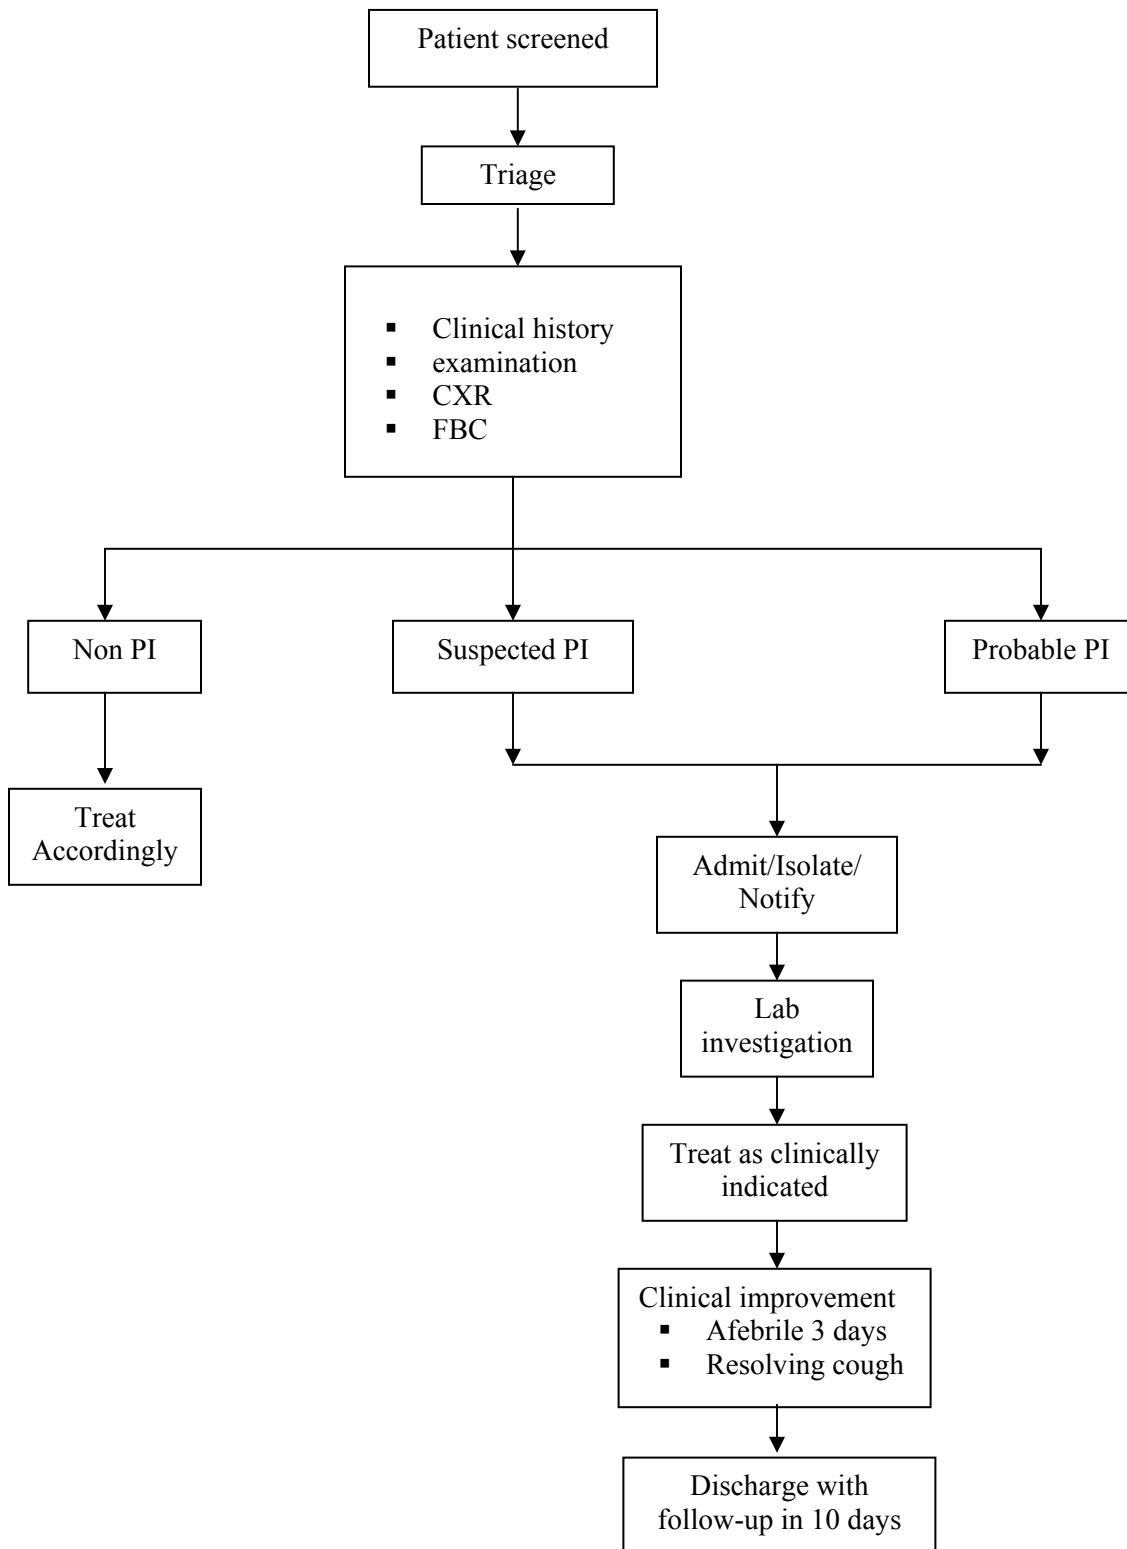 Patient screened
Triage
▪ Clinical history
▪ examination
▪ CXR
▪ FBC
Non PI
Suspected PI
Probable PI
Treat
Accordingly
Admit/Isolate/
Notify
Lab
investigation
Treat as clinically
indicated
Clinical improvement
▪ Afebrile 3 days
▪ Resolving cough
Discharge with
follow-up in 10 days